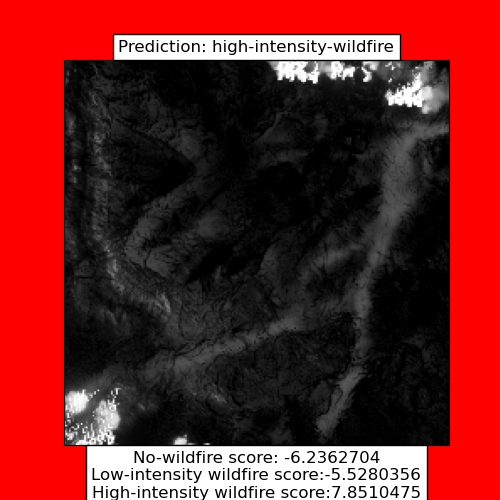 Prediction: high-intensity-wildfire
No-wildfire score: -6.2362704
Low-intensity wildfire score:-5.5280356
High-intensity wildfire score:7.8510475